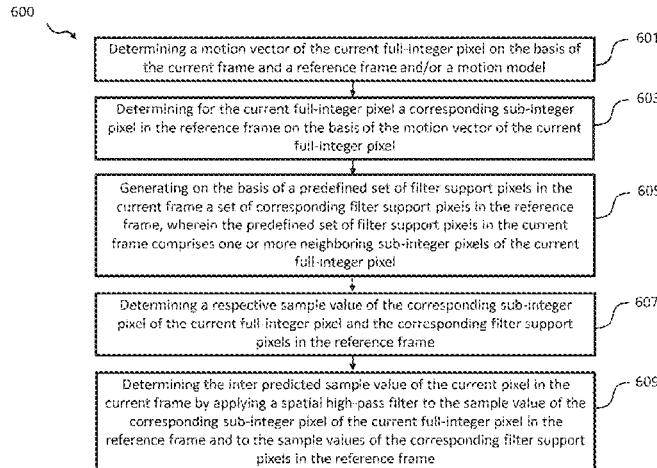 600
Determining a motion vector of the current full-integer pixel on the basis of
the current frame and a reference frame and/or a motion model
601
Determining for the current full-integer pixel a corresponding sub-integer
pixel in the reference frame on the basis of the motion vector of the current
full-integer pixel
603
Generating on the basis of a predefined set of filter support pixels in the
current frame a set of corresponding filter support pixels in the reference
frame, wherein the predefined set of filter support pixels in the current
frame comprises one or more neighboring sub-integer pixels of the current
full-integer pixel
605
Determining a respective sample value of the corresponding sub-integer
pixel of the current full-integer pixel and the corresponding filter support
pixels in the reference frame
607
Determining the inter predicted sample value of the current pixel in the
current frame by applying a spatial high-pass filter to the sample value of the
corresponding sub-integer pixel of the current full-integer pixel in the
reference frame and to the sample values of the corresponding filter support
pixels in the reference frame
609